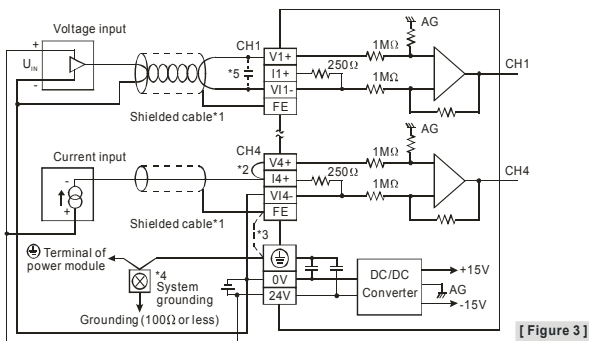 Voltage input
+
UIN
-
Shielded cable*1
CH1
*5
V1+
I1+
VI1-
FE
250Ω
1MΩ
1MΩ
AG
CH1
Current input
-
+
Shielded cable*1
CH4
*2
V4+
I4+
VI4-
FE
250Ω
1MΩ
1MΩ
AG
CH4
*3
Terminal of
power module
*4
System
grounding
Grounding (100Ω or less)
0V
24V
DC/DC
Converter
+15V
AG
-15V
[ Figure 3 ]